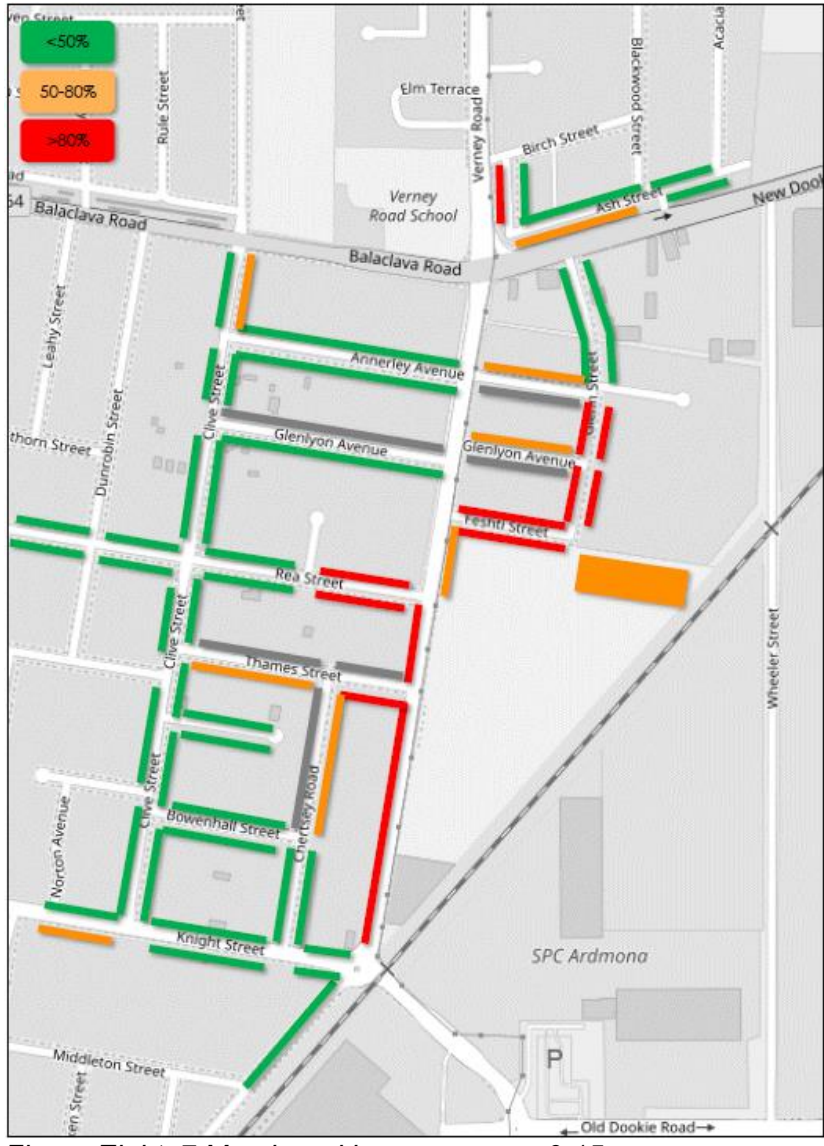 <50%
50-80%
>80%
Rule Street
Elm Terrace
Verney Road
Birch Street
Blackwood Street
Acacia
Verney
Road School
Ash Street
New Dook
Balaclava Road
Balaclava Road
Leahy Street
Dunrobin Street
Annerley Avenue
Clive Street
Glenlyon Avenue
Glenlyon Avenue
Glenn Street
thorn Street
Feshti Street
Rea Street
Clive Street
Thames Street
Wheeler Street
Clive Street
Chertsey Road
Bowenhall Street
Norton Avenue
Knight Street
SPC Ardmona
P
Middleton Street
Old Dookie Road